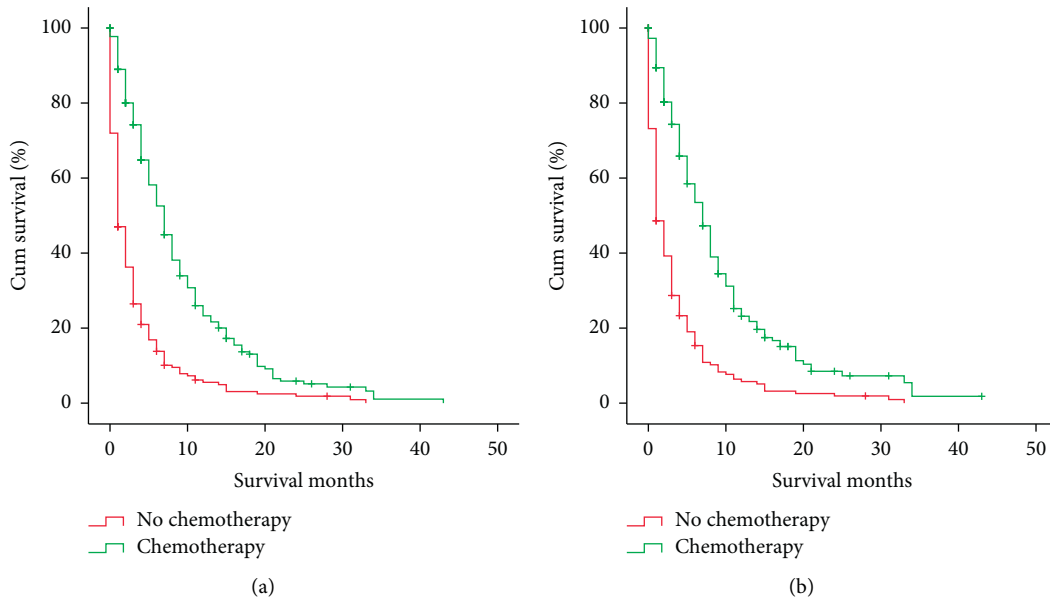 100
80
60
40
20
0
Cum survival (%)
0 10 20 30 40 50
Survival months
No chemotherapy
Chemotherapy
(a)
100
80
60
40
20
0
Cum survival (%)
0 10 20 30 40 50
Survival months
No chemotherapy
Chemotherapy
(b)